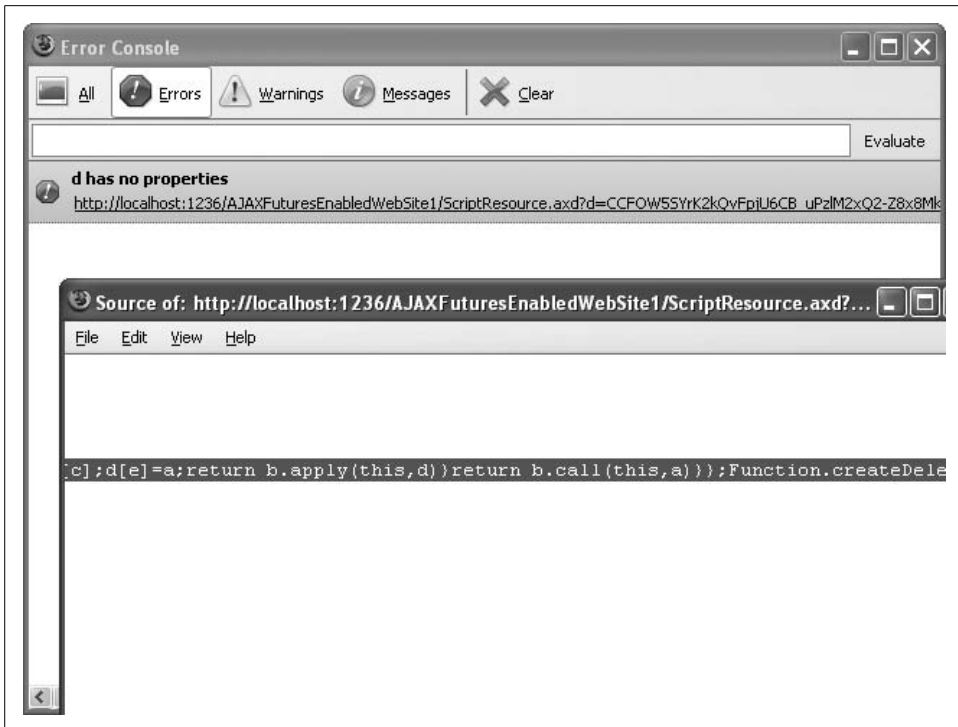 Error Console
All Errors Warnings Messages Clear
Evaluate
d has no properties
http://localhost:1236/AJAXFuturesEnabledWebSite1/ScriptResource.axd?d=CCFOW5SYrK2kQvFpjU6CB_uPzlM2xQ2-Z8x8Mk
Source of: http://localhost:1236/AJAXFuturesEnabledWebSite1/ScriptResource.axd?...
File Edit View Help
[c];d[e]=a;return b.apply(this,d)}return b.call(this,a)}};Function.createDele